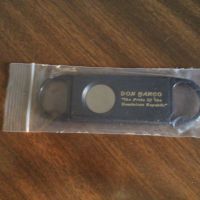 DON BARCO
"The Pride Of The
Dominican Republic"